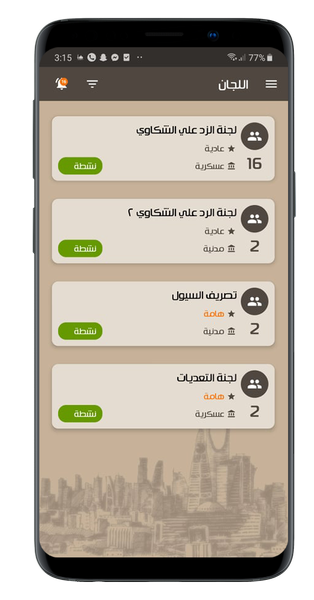 3:15
77%
اللجان
لجنة الرد علي الشكاوي
عادية
16
عسكرية
نشطة
لجنة الرد علي الشكاوي ٢
عادية
2
مدنية
نشطة
تصريف السيول
هامة
2
مدنية
نشطة
لجنة التعديات
هامة
2
عسكرية
نشطة